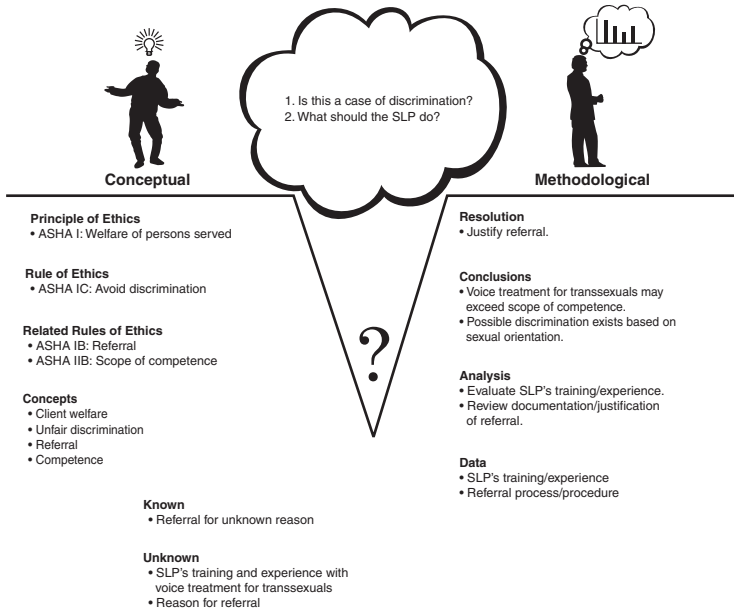 1. Is this a case of discrimination?
2. What should the SLP do?
Conceptual
Methodological
Principle of Ethics
• ASHA I: Welfare of persons served
Rule of Ethics
• ASHA IC: Avoid discrimination
Related Rules of Ethics
• ASHA IB: Referral
• ASHA IIB: Scope of competence
Concepts
• Client welfare
• Unfair discrimination
• Referral
• Competence
Known
• Referral for unknown reason
Unknown
• SLP's training and experience with
voice treatment for transsexuals
• Reason for referral
?
Resolution
• Justify referral.
Conclusions
• Voice treatment for transsexuals may
exceed scope of competence.
• Possible discrimination exists based on
sexual orientation.
Analysis
• Evaluate SLP's training/experience.
• Review documentation/justification
of referral.
Data
• SLP's training/experience
• Referral process/procedure